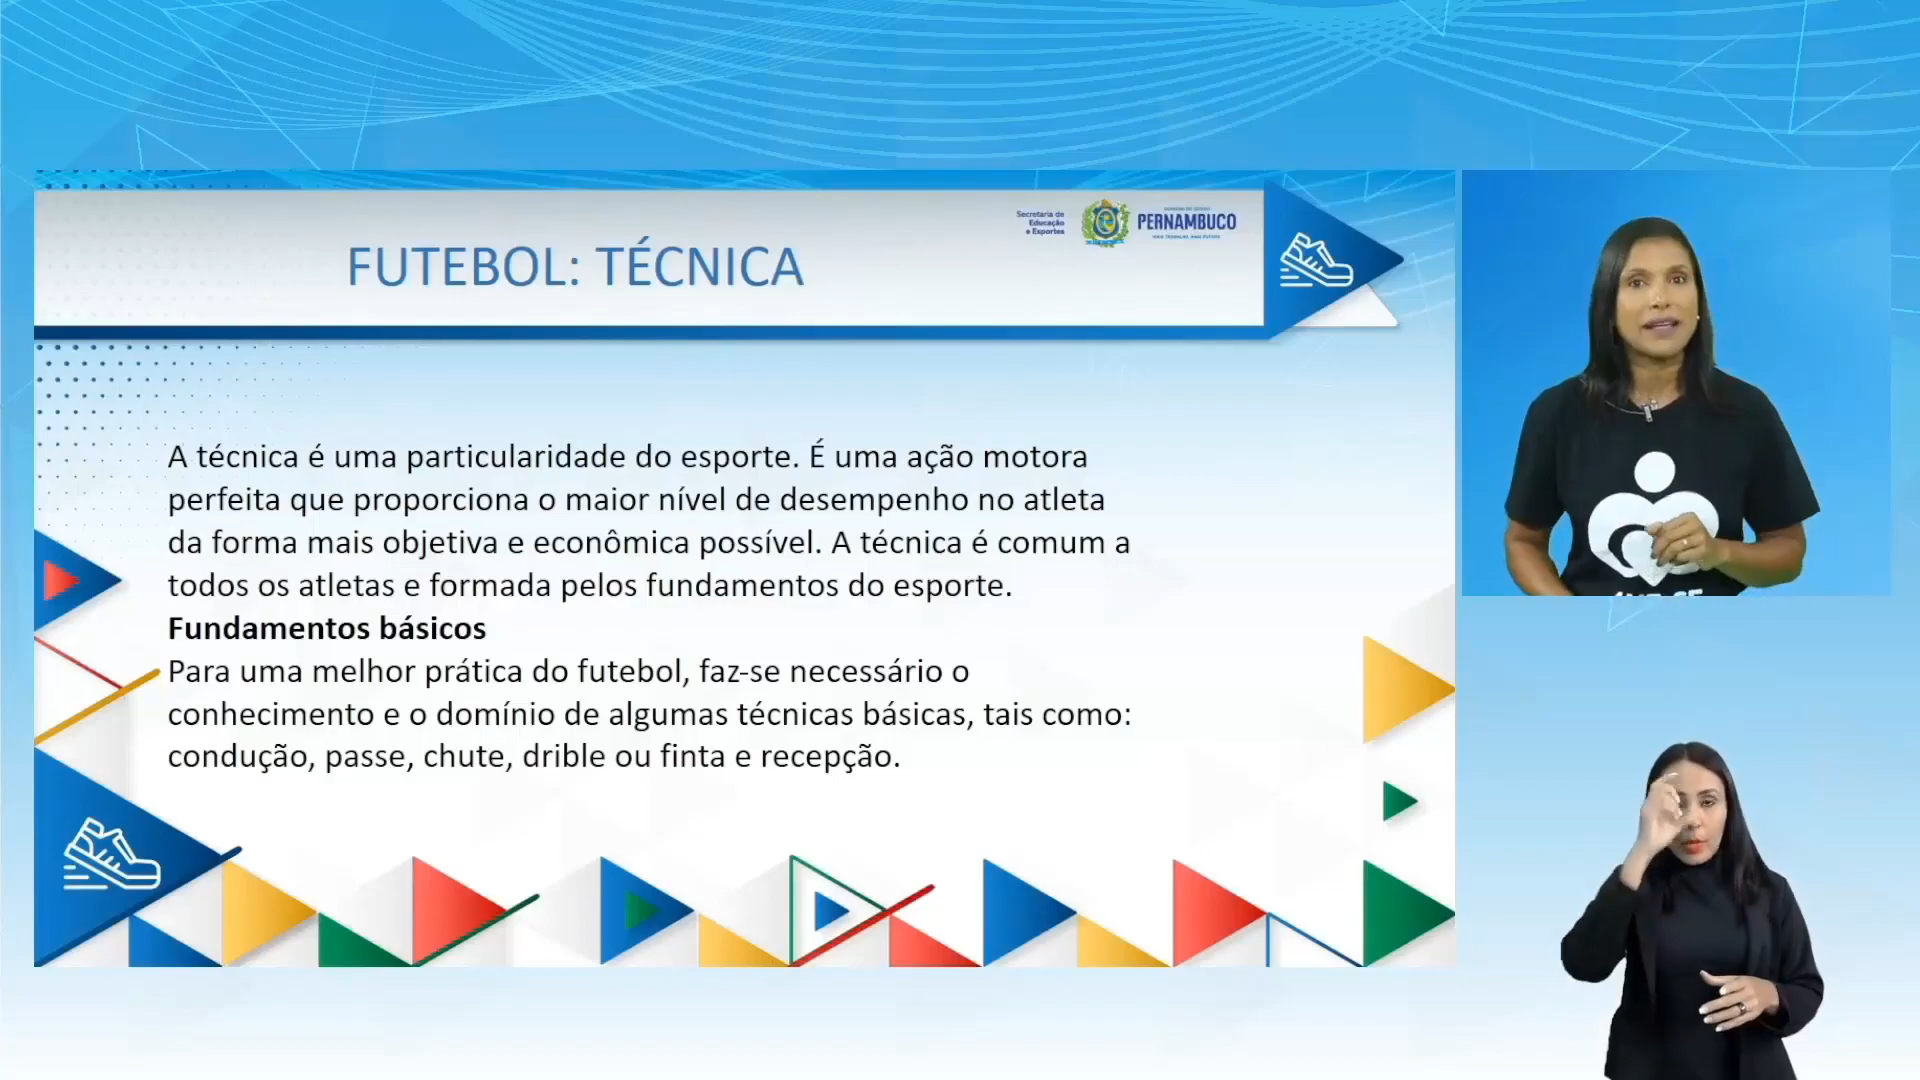 Secretaria de
Educação
e Esportes
GOVERNO DO ESTADO
PERNAMBUCO
FUTEBOL: TÉCNICA
A técnica é uma particularidade do esporte. É uma ação motora
perfeita que proporciona o maior nível de desempenho no atleta
da forma mais objetiva e econômica possível. A técnica é comum a
todos os atletas e formada pelos fundamentos do esporte.
Fundamentos básicos
Para uma melhor prática do futebol, faz-se necessário o
conhecimento e o domínio de algumas técnicas básicas, tais como:
condução, passe, chute, drible ou finta e recepção.